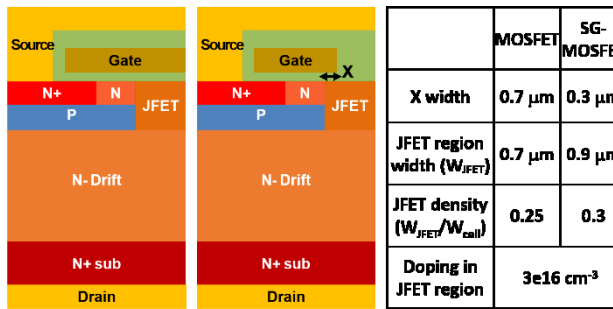 Source
Gate
N+ N JFET
P
N- Drift
N+ sub
Drain
Source
Gate
X
N+ N JFET
P
N- Drift
N+ sub
Drain
MOSFET
SG-
MOSFE
X width
0.7 μm
0.3 μm
JFET region
width (WJFET)
0.7 μm
0.9 μm
JFET density
(WJFET/Wcell)
0.25
0.3
Doping in
JFET region
3e16 cm-3